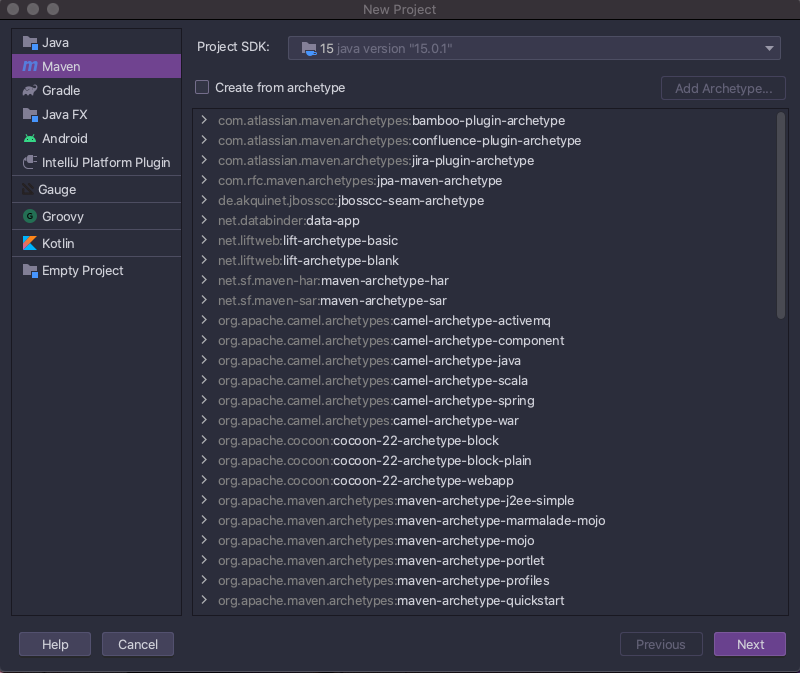 New Project
Java
Maven
Gradle
Java FX
Android
IntelliJ Platform Plugin
Gauge
Groovy
Kotlin
Empty Project
Project SDK: 15 java version "15.0.1"
Create from archetype
Add Archetype...
com.atlassian.maven.archetypes:bamboo-plugin-archetype
com.atlassian.maven.archetypes:confluence-plugin-archetype
com.atlassian.maven.archetypes:jira-plugin-archetype
com.rfc.maven.archetypes:jpa-maven-archetype
de.akquinet.jbosscc:jbosscc-seam-archetype
net.databinder:data-app
net.liftweb:lift-archetype-basic
net.liftweb:lift-archetype-blank
net.sf.maven-har:maven-archetype-har
net.sf.maven-sar:maven-archetype-sar
org.apache.camel.archetypes:camel-archetype-activemq
org.apache.camel.archetypes:camel-archetype-component
org.apache.camel.archetypes:camel-archetype-java
org.apache.camel.archetypes:camel-archetype-scala
org.apache.camel.archetypes:camel-archetype-spring
org.apache.camel.archetypes:camel-archetype-war
org.apache.cocoon:cocoon-22-archetype-block
org.apache.cocoon:cocoon-22-archetype-block-plain
org.apache.cocoon:cocoon-22-archetype-webapp
org.apache.maven.archetypes:maven-archetype-j2ee-simple
org.apache.maven.archetypes:maven-archetype-marmalade-mojo
org.apache.maven.archetypes:maven-archetype-mojo
org.apache.maven.archetypes:maven-archetype-portlet
org.apache.maven.archetypes:maven-archetype-profiles
org.apache.maven.archetypes:maven-archetype-quickstart
Help
Cancel
Previous
Next